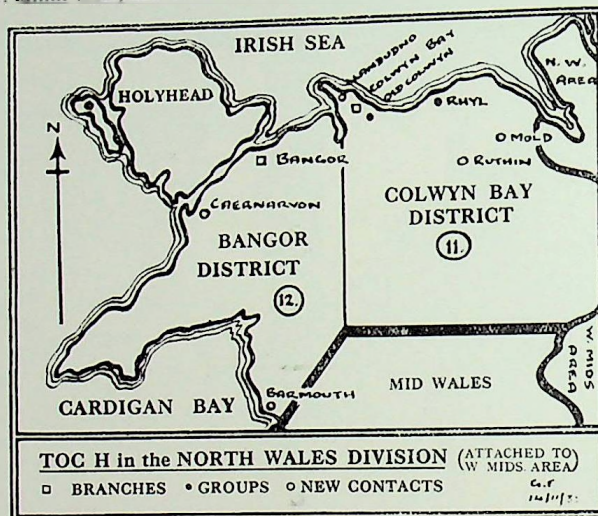 IRISH SEA
N.W. AREA
HOLYHEAD
LLANDUDNO
COLWYN BAY
OLD COLWYN
RHYL
N
MOLD
BANGOR
RUTHIN
CAERNARVON
COLWYN BAY DISTRICT
11.
BANGOR DISTRICT
12.
W. MIDS AREA
MID WALES
BARMOUTH
CARDIGAN BAY
TOC H in the NORTH WALES DIVISION (ATTACHED TO W MIDS. AREA)
BRANCHES • GROUPS NEW CONTACTS